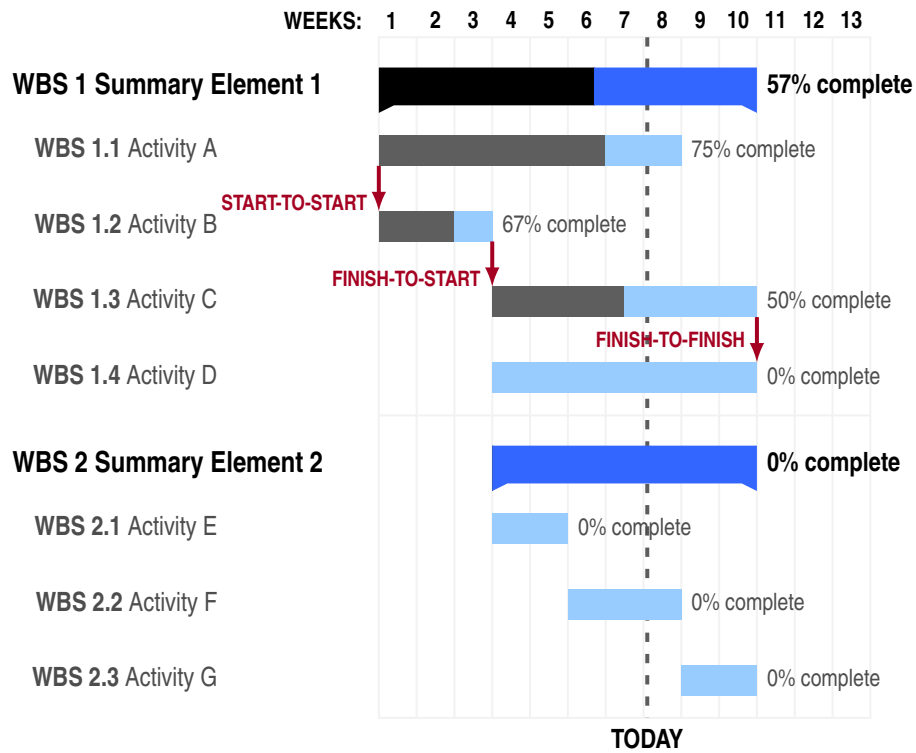 WEEKS: 1 2 3 4 5 6 7 8 9 10 11 12 13
WBS 1 Summary Element 1 57% complete
WBS 1.1 Activity A 75% complete
START-TO-START
WBS 1.2 Activity B 67% complete
FINISH-TO-START
WBS 1.3 Activity C 50% complete
FINISH-TO-FINISH
WBS 1.4 Activity D 0% complete
WBS 2 Summary Element 2 0% complete
WBS 2.1 Activity E 0% complete
WBS 2.2 Activity F 0% complete
WBS 2.3 Activity G 0% complete
TODAY